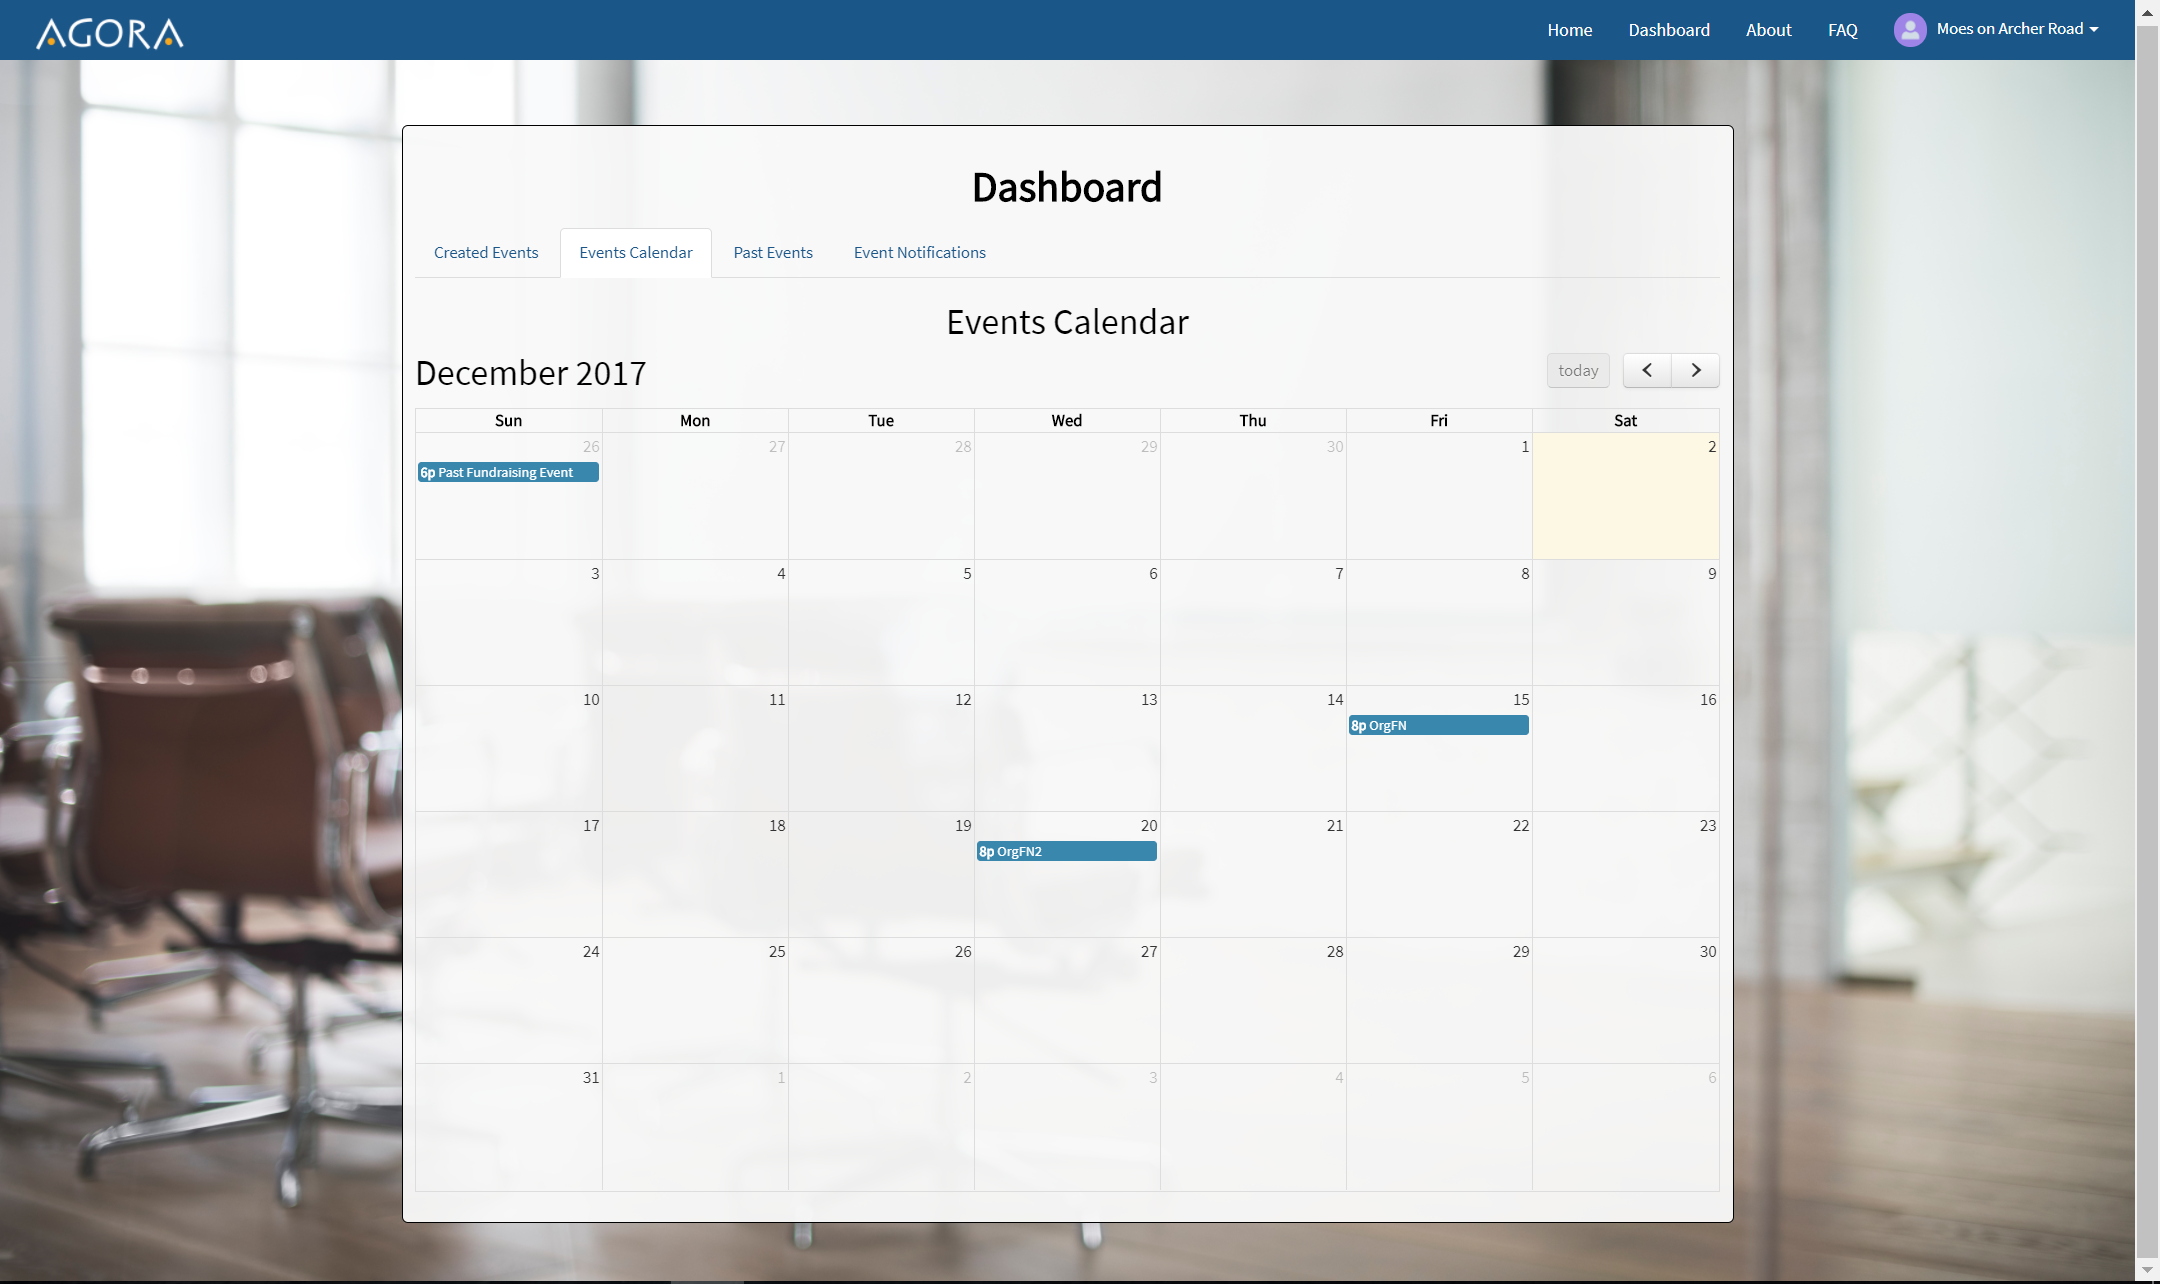 AGORA
Home Dashboard About FAQ Moes on Archer Road
Dashboard
Created Events Events Calendar Past Events Event Notifications
Events Calendar
December 2017
today
Sun Mon Tue Wed Thu Fri Sat
26 27 28 29 30 1 2
6p Past Fundraising Event
3 4 5 6 7 8 9
10 11 12 13 14 15 16
8p OrgFN
17 18 19 20 21 22 23
8p OrgFN2
24 25 26 27 28 29 30
31 1 2 3 4 5 6